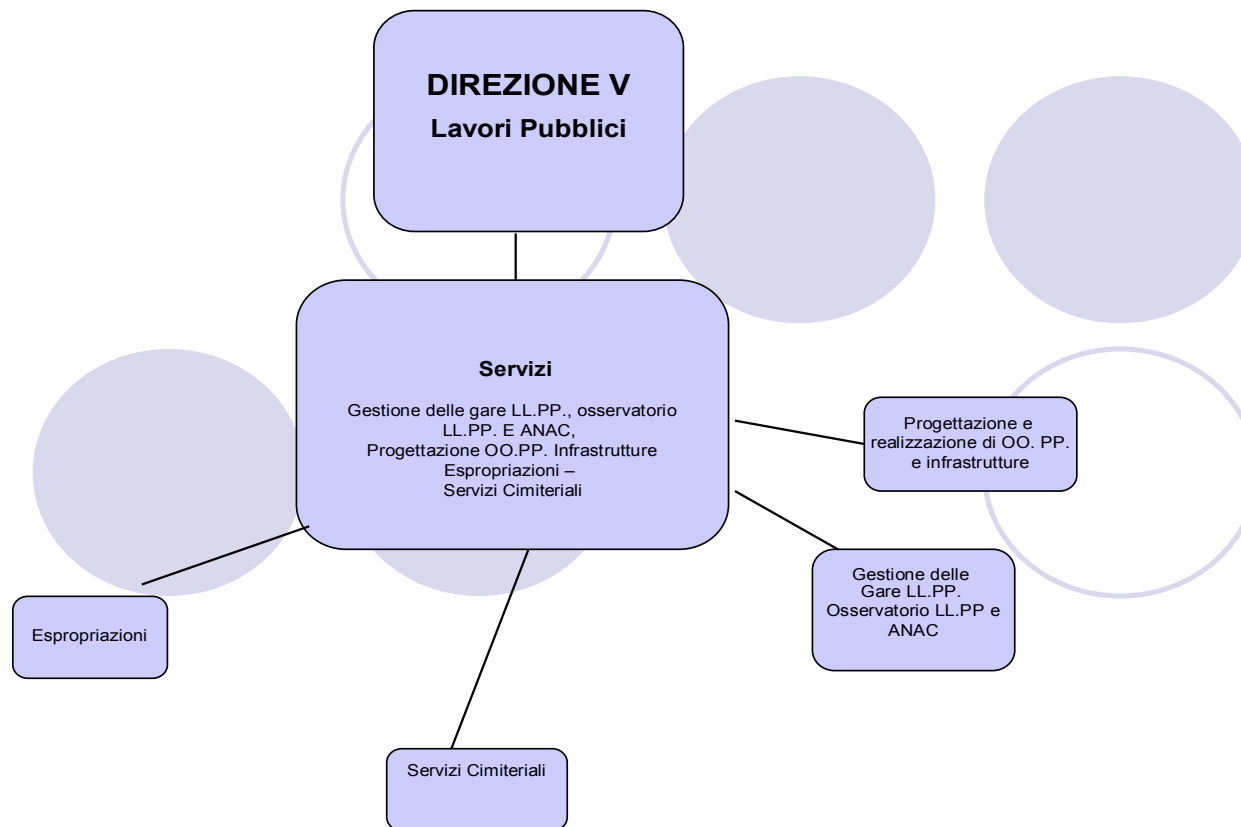 DIREZIONE V
Lavori Pubblici
Servizi
Gestione delle gare LL.PP., osservatorio
LL.PP. E ANAC,
Progettazione OO.PP. Infrastrutture
Espropriazioni –
Servizi Cimiteriali
Progettazione e
realizzazione di OO. PP.
e infrastrutture
Gestione delle
Gare LL.PP.
Osservatorio LL.PP e
ANAC
Espropriazioni
Servizi Cimiteriali